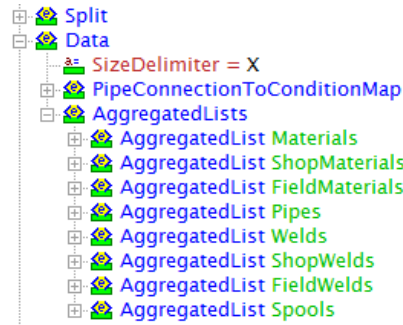 Split
Data
SizeDelimiter = X
PipeConnectionToConditionMap
AggregatedLists
AggregatedList Materials
AggregatedList ShopMaterials
AggregatedList FieldMaterials
AggregatedList Pipes
AggregatedList Welds
AggregatedList ShopWelds
AggregatedList FieldWelds
AggregatedList Spools